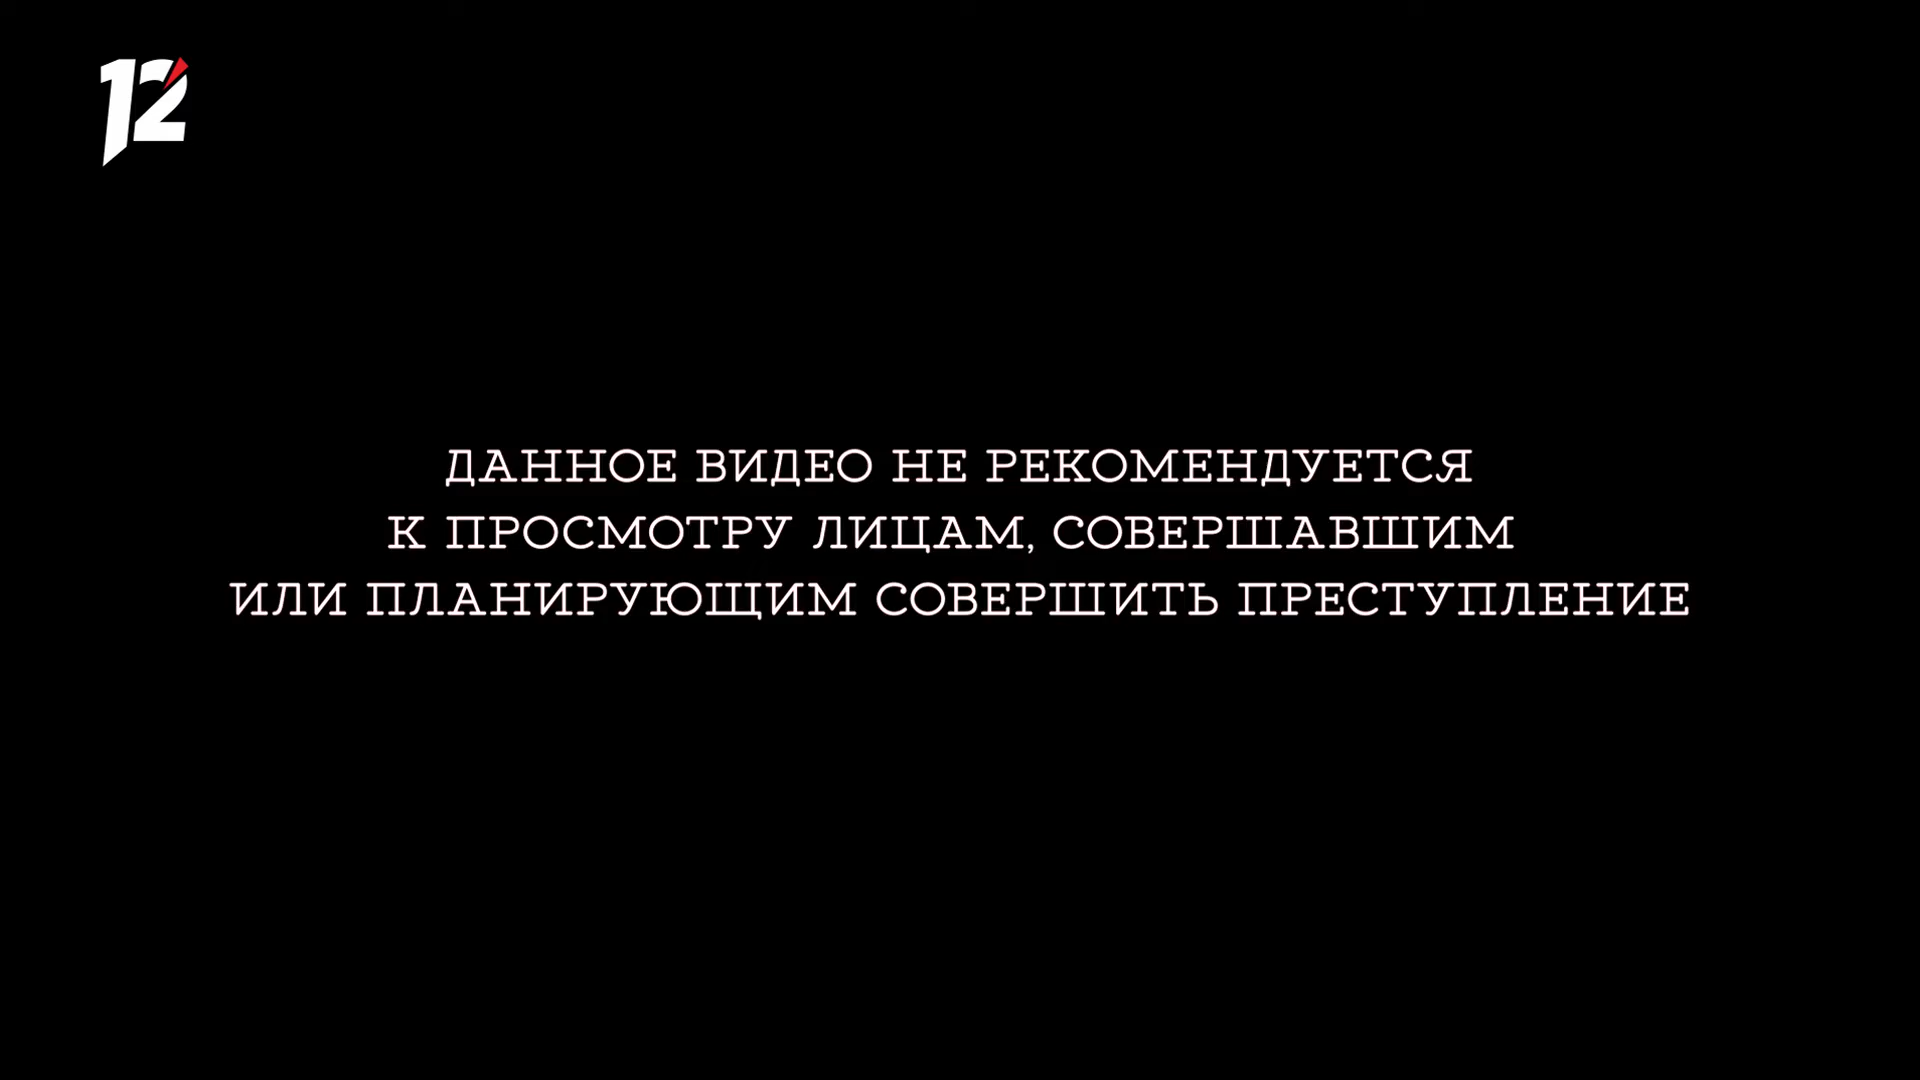 12
ДАННОЕ ВИДЕО НЕ РЕКОМЕНДУЕТСЯ
К ПРОСМОТРУ ЛИЦАМ, СОВЕРШАВШИМ
ИЛИ ПЛАНИРУЮЩИМ СОВЕРШИТЬ ПРЕСТУПЛЕНИЕ